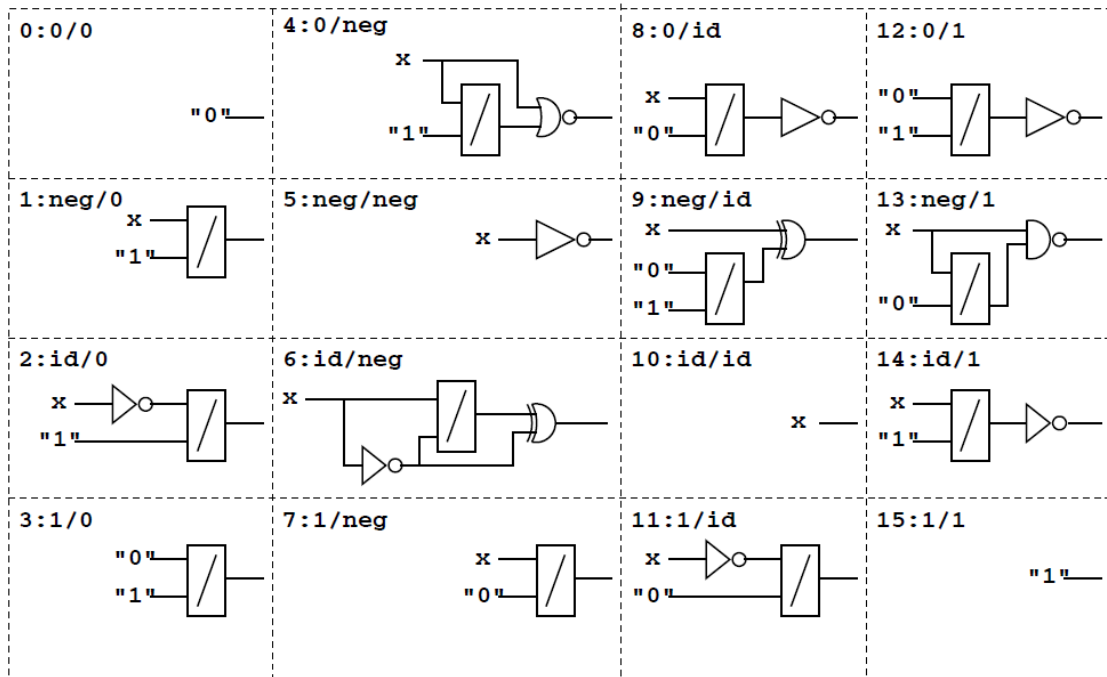 0:0/0
"0"
4:0/neg
x
"1"
8:0/id
x
"0"
12:0/1
"0"
"1"
1:neg/0
x
"1"
5:neg/neg
x
9:neg/id
x
"0"
"1"
13:neg/1
x
"0"
2:id/0
x
"1"
6:id/neg
x
10:id/id
x
14:id/1
x
"1"
3:1/0
"0"
"1"
7:1/neg
x
"0"
11:1/id
x
"0"
15:1/1
"1"